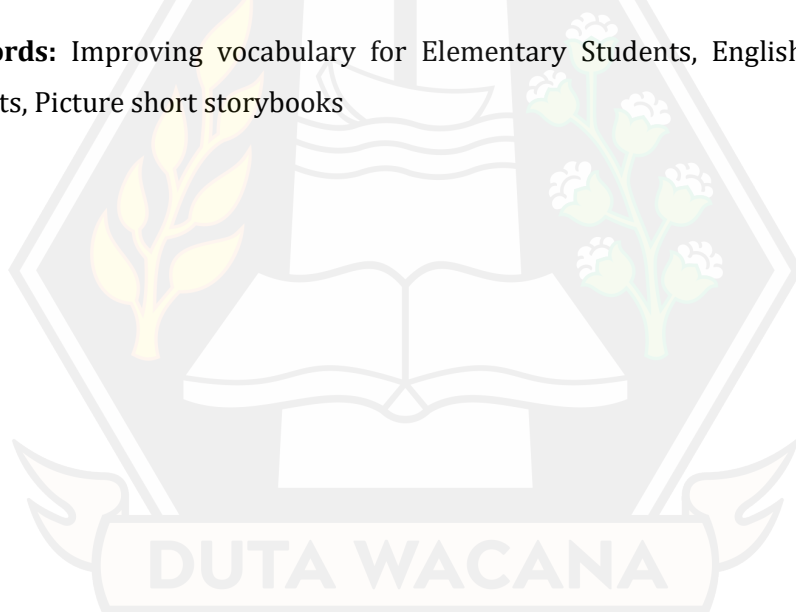 ords: Improving vocabulary for Elementary Students, English
ts, Picture short storybooks
DUTA WACANA